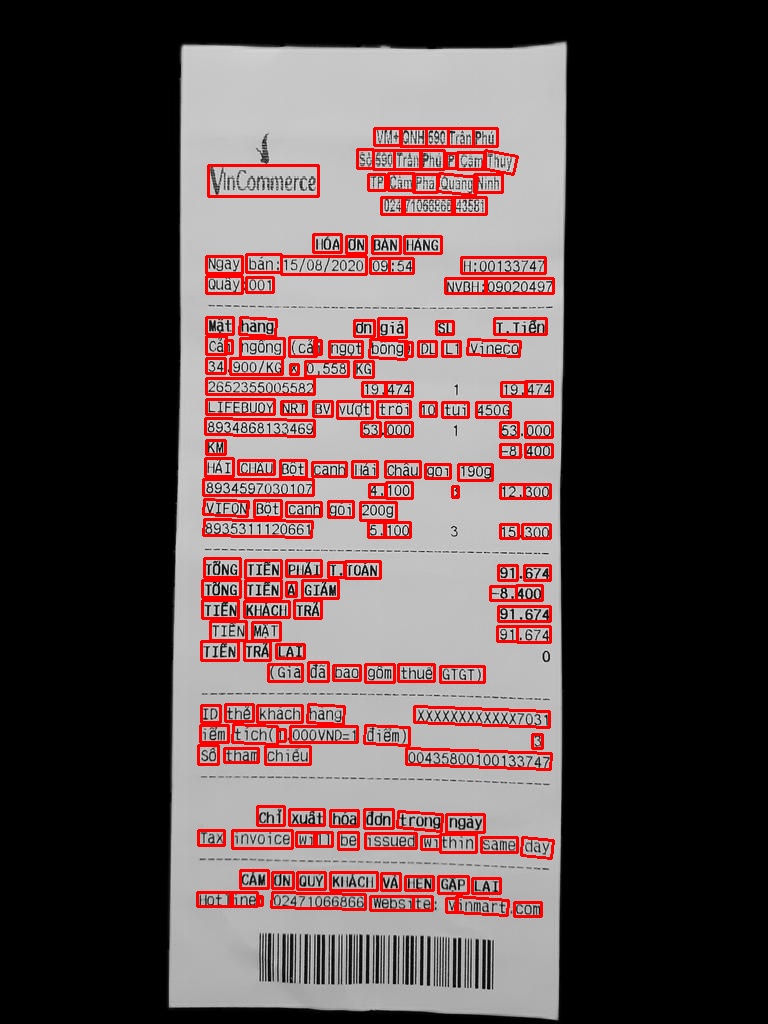 VinCommerce
VM+ QNH 590 Trần Phú
Số 590 Trần Phú P Cẩm Thủy
TP Cẩm Phả Quảng Ninh
02471066866 43581
HÓA ĐƠN BÁN HÀNG
Ngày bán:15/08/2020 09:54 HĐ:00133747
Quầy:001 NVBH:09020497
Mặt hàng Đơn giá SL T.Tiền
Cải ngồng (cải ngọt bông) DL L1 Vineco
34.900/KG x 0,558 KG
2652355005582 19.474 1 19.474
LIFEBUOY NRT BV vượt trội 10 túi 450G
8934868133469 53.000 1 53.000
KM -8.400
HẢI CHÂU Bột canh Hải Châu gói 190g
8934597030107 4.100 3 12.300
VIFON Bột canh gói 200g
8935311120661 5.100 3 15.300
TỔNG TIỀN PHẢI T.TOÁN 91.674
TỔNG TIỀN ĐÃ GIẢM -8.400
TIỀN KHÁCH TRẢ 91.674
TIỀN MẶT 91.674
TIỀN TRẢ LẠI 0
(Giá đã bao gồm thuế GTGT)
ID thẻ khách hàng XXXXXXXXXXXX7031
Điểm tích(1.000VND=1 điểm) 3
Số tham chiếu 00435800100133747
Chỉ xuất hóa đơn trong ngày
Tax invoice will be issued within same day
CẢM ƠN QUÝ KHÁCH VÀ HẸN GẶP LẠI
Hotline: 02471066866 Website: vinmart.com